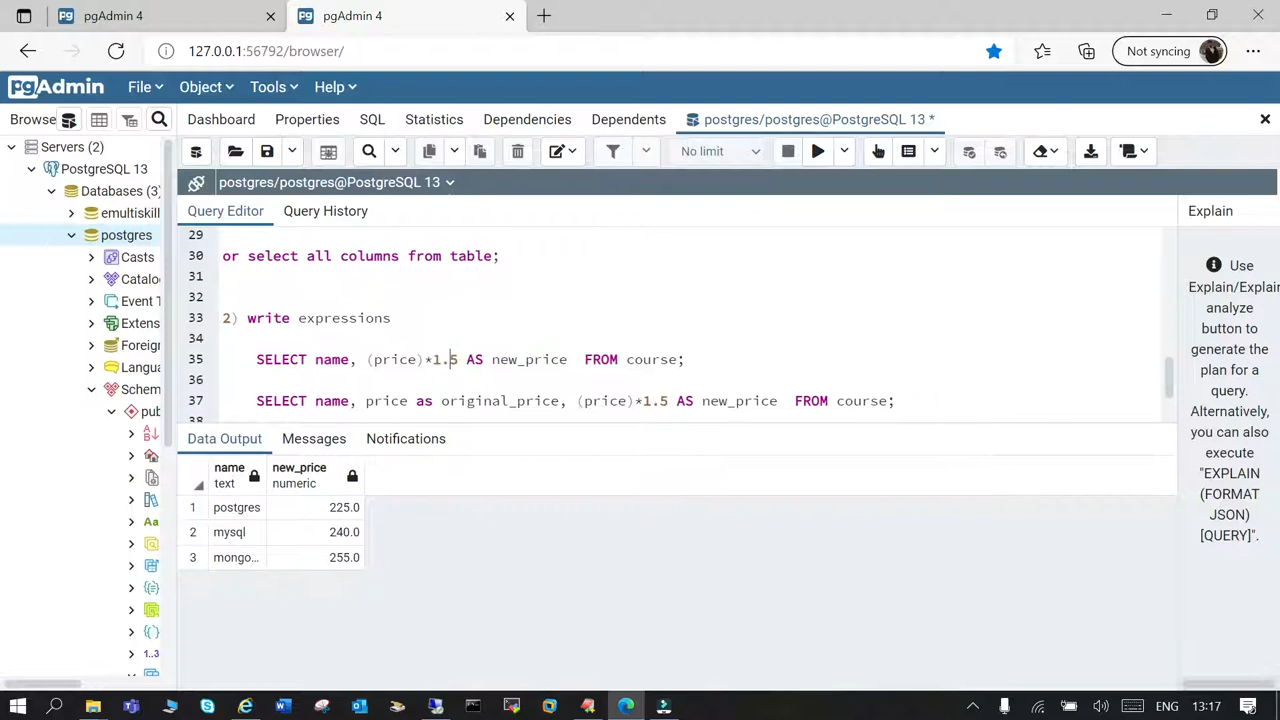 pgAdmin 4
pgAdmin 4
127.0.0.1:56792/browser/
Not syncing
pgAdmin File Object Tools Help
Browse
Dashboard Properties SQL Statistics Dependencies Dependents postgres/postgres@PostgreSQL 13 *
Servers (2)
PostgreSQL 13
Databases (3)
emultiskill
postgres
Casts
Catalo
Event T
Exten
Foreig
Langua
Schem
pub
1..3
No limit
postgres/postgres@PostgreSQL 13
Query Editor Query History
29
30 or select all columns from table;
31
32
33 2) write expressions
34
35 SELECT name, (price)*1.5 AS new_price FROM course;
36
37 SELECT name, price as original_price, (price)*1.5 AS new_price FROM course;
38
Data Output Messages Notifications
name text new_price numeric
1 postgres 225.0
2 mysql 240.0
3 mongo... 255.0
Explain
Use
Explain/Explain
analyze
button to
generate the
plan for a
query.
Alternatively,
you can also
execute
"EXPLAIN
(FORMAT
JSON)
[QUERY]".
ENG 13:17